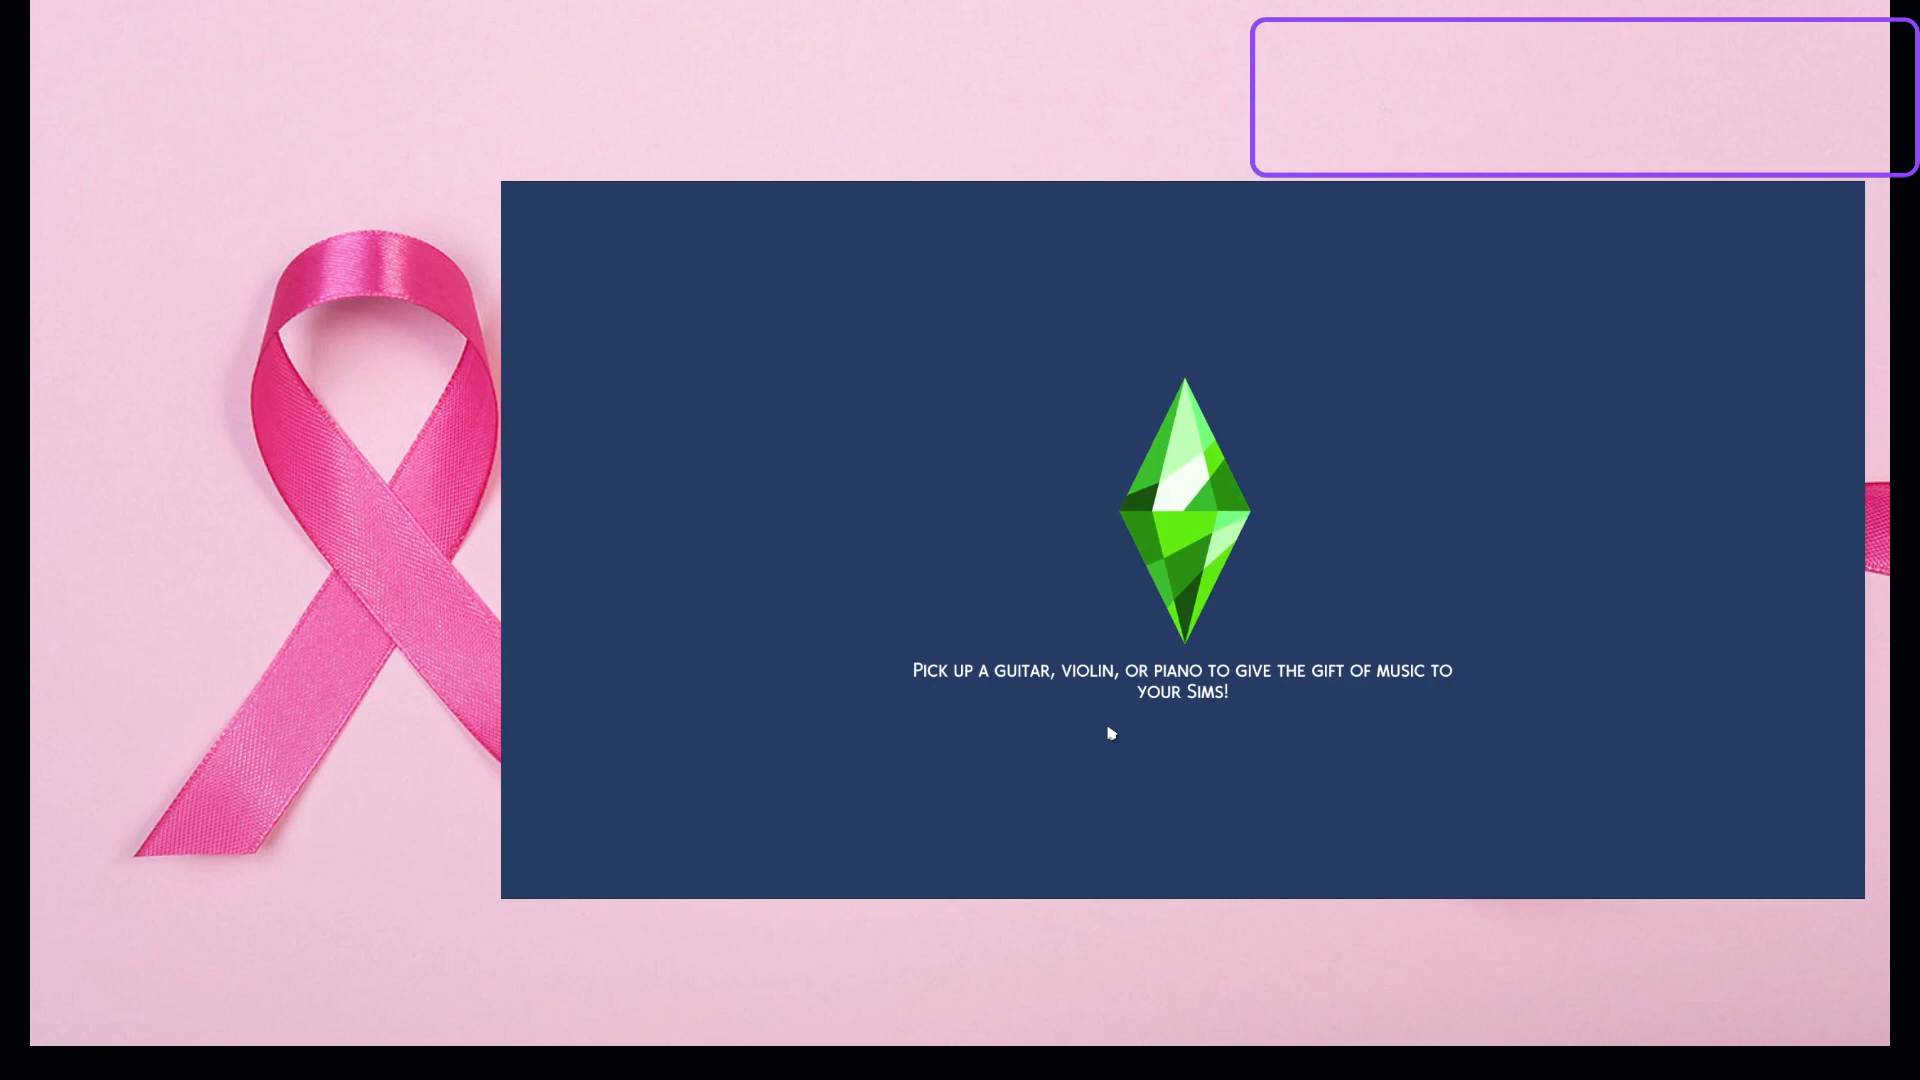 Pick up a guitar, violin, or piano to give the gift of music to
your Sims!